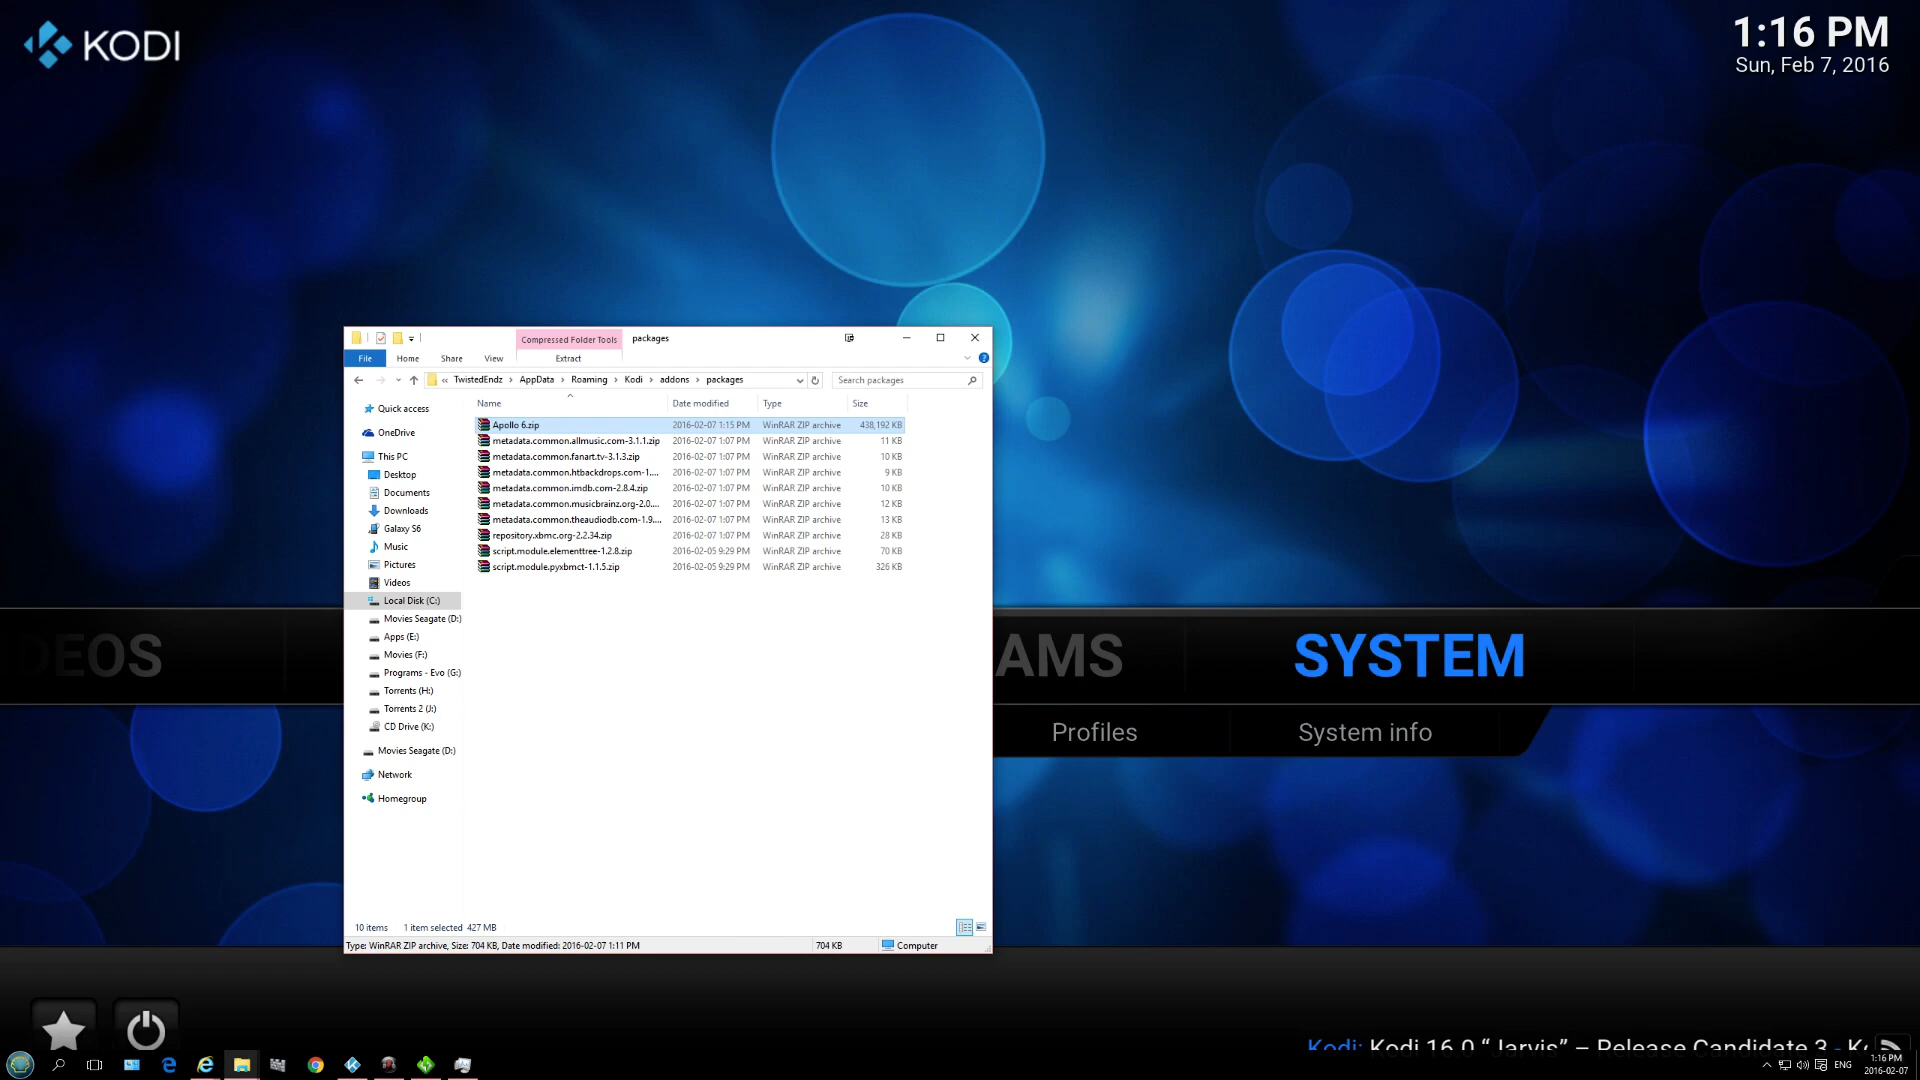 KODI
1:16 PM
Sun, Feb 7, 2016
Compressed Folder Tools packages
File Home Share View Extract
« TwistedEndz › AppData › Roaming › Kodi › addons › packages
Search packages
Name Date modified Type Size
Quick access
OneDrive
This PC
Desktop
Documents
Downloads
Galaxy S6
Music
Pictures
Videos
Local Disk (C:)
Movies Seagate (D:)
Apps (E:)
Movies (F:)
Programs - Evo (G:)
Torrents (H:)
Torrents 2 (J:)
CD Drive (K:)
Movies Seagate (D:)
Network
Homegroup
Apollo 6.zip 2016-02-07 1:15 PM WinRAR ZIP archive 438,192 KB
metadata.common.allmusic.com-3.1.1.zip 2016-02-07 1:07 PM WinRAR ZIP archive 11 KB
metadata.common.fanart.tv-3.1.3.zip 2016-02-07 1:07 PM WinRAR ZIP archive 10 KB
metadata.common.htbackdrops.com-1.... 2016-02-07 1:07 PM WinRAR ZIP archive 9 KB
metadata.common.imdb.com-2.8.4.zip 2016-02-07 1:07 PM WinRAR ZIP archive 10 KB
metadata.common.musicbrainz.org-2.0.... 2016-02-07 1:07 PM WinRAR ZIP archive 12 KB
metadata.common.theaudiodb.com-1.9.... 2016-02-07 1:07 PM WinRAR ZIP archive 13 KB
repository.xbmc.org-2.2.34.zip 2016-02-07 1:07 PM WinRAR ZIP archive 28 KB
script.module.elementtree-1.2.8.zip 2016-02-05 9:29 PM WinRAR ZIP archive 70 KB
script.module.pyxbmct-1.1.5.zip 2016-02-05 9:29 PM WinRAR ZIP archive 326 KB
10 items 1 item selected 427 MB
Type: WinRAR ZIP archive, Size: 704 KB, Date modified: 2016-02-07 1:11 PM 704 KB Computer
DEOS AMS SYSTEM
Profiles System info
Kodi: Kodi 16.0 “Jarvis” – Release Candidate 3 - Ko
ENG
1:16 PM
2016-02-07